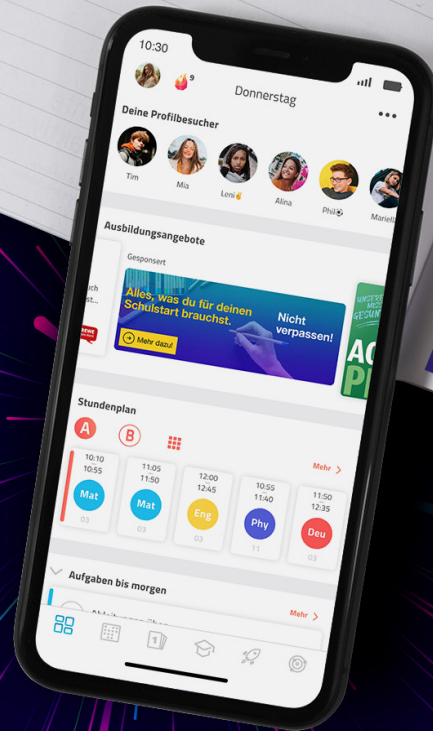 10:30
9
Donnerstag
Deine Profilbesucher
Tim
Mia
Leni
Alina
Phil
Mariell
Ausbildungsangebote
Gesponsert
Alles, was du für deinen
Schulstart brauchst.
Nicht
verpassen!
Mehr dazu!
REWE
Stundenplan
A
B
Mehr
10:10
10:55
Mat
03
11:05
11:50
Mat
03
12:00
12:45
Eng
03
10:55
11:40
Phy
11
11:50
12:35
Deu
03
Aufgaben bis morgen
Mehr
1